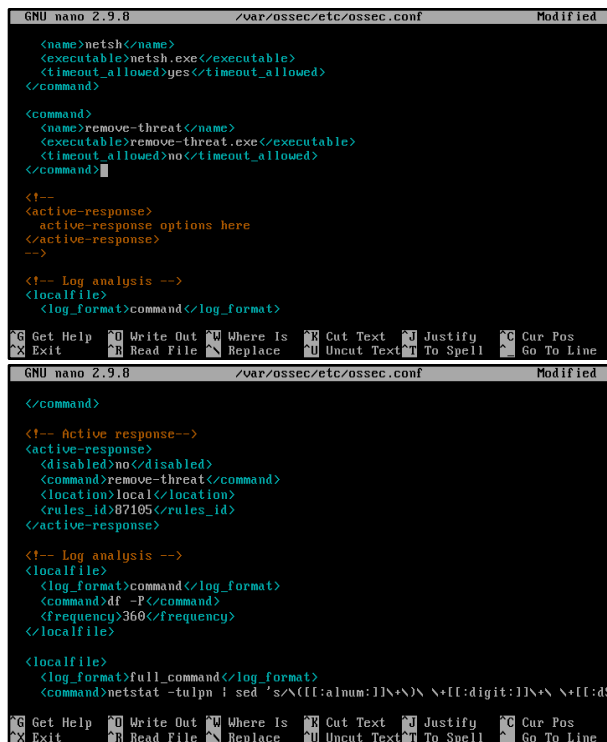 GNU nano 2.9.8 /var/ossec/etc/ossec.conf Modified
<name>netsh</name>
<executable>netsh.exe</executable>
<timeout_allowed>yes</timeout_allowed>
</command>
<command>
<name>remove-threat</name>
<executable>remove-threat.exe</executable>
<timeout_allowed>no</timeout_allowed>
</command>
<!--
<active-response>
active-response options here
</active-response>
-->
<!-- Log analysis -->
<localfile>
<log_format>command</log_format>
^G Get Help ^O Write Out ^W Where Is ^K Cut Text ^J Justify ^C Cur Pos
^X Exit ^R Read File ^\ Replace ^U Uncut Text ^T To Spell ^_ Go To Line
GNU nano 2.9.8 /var/ossec/etc/ossec.conf Modified
</command>
<!-- Active response-->
<active-response>
<disabled>no</disabled>
<command>remove-threat</command>
<location>local</location>
<rules_id>87105</rules_id>
</active-response>
<!-- Log analysis -->
<localfile>
<log_format>command</log_format>
<command>df -P</command>
<frequency>360</frequency>
</localfile>
<localfile>
<log_format>full_command</log_format>
<command>netstat -tulpn | sed 's/\([[:alnum:]]\+\)\ \+[[:digit:]]\+\ \+[[:d$
^G Get Help ^O Write Out ^W Where Is ^K Cut Text ^J Justify ^C Cur Pos
^X Exit ^R Read File ^\ Replace ^U Uncut Text ^T To Spell ^_ Go To Line